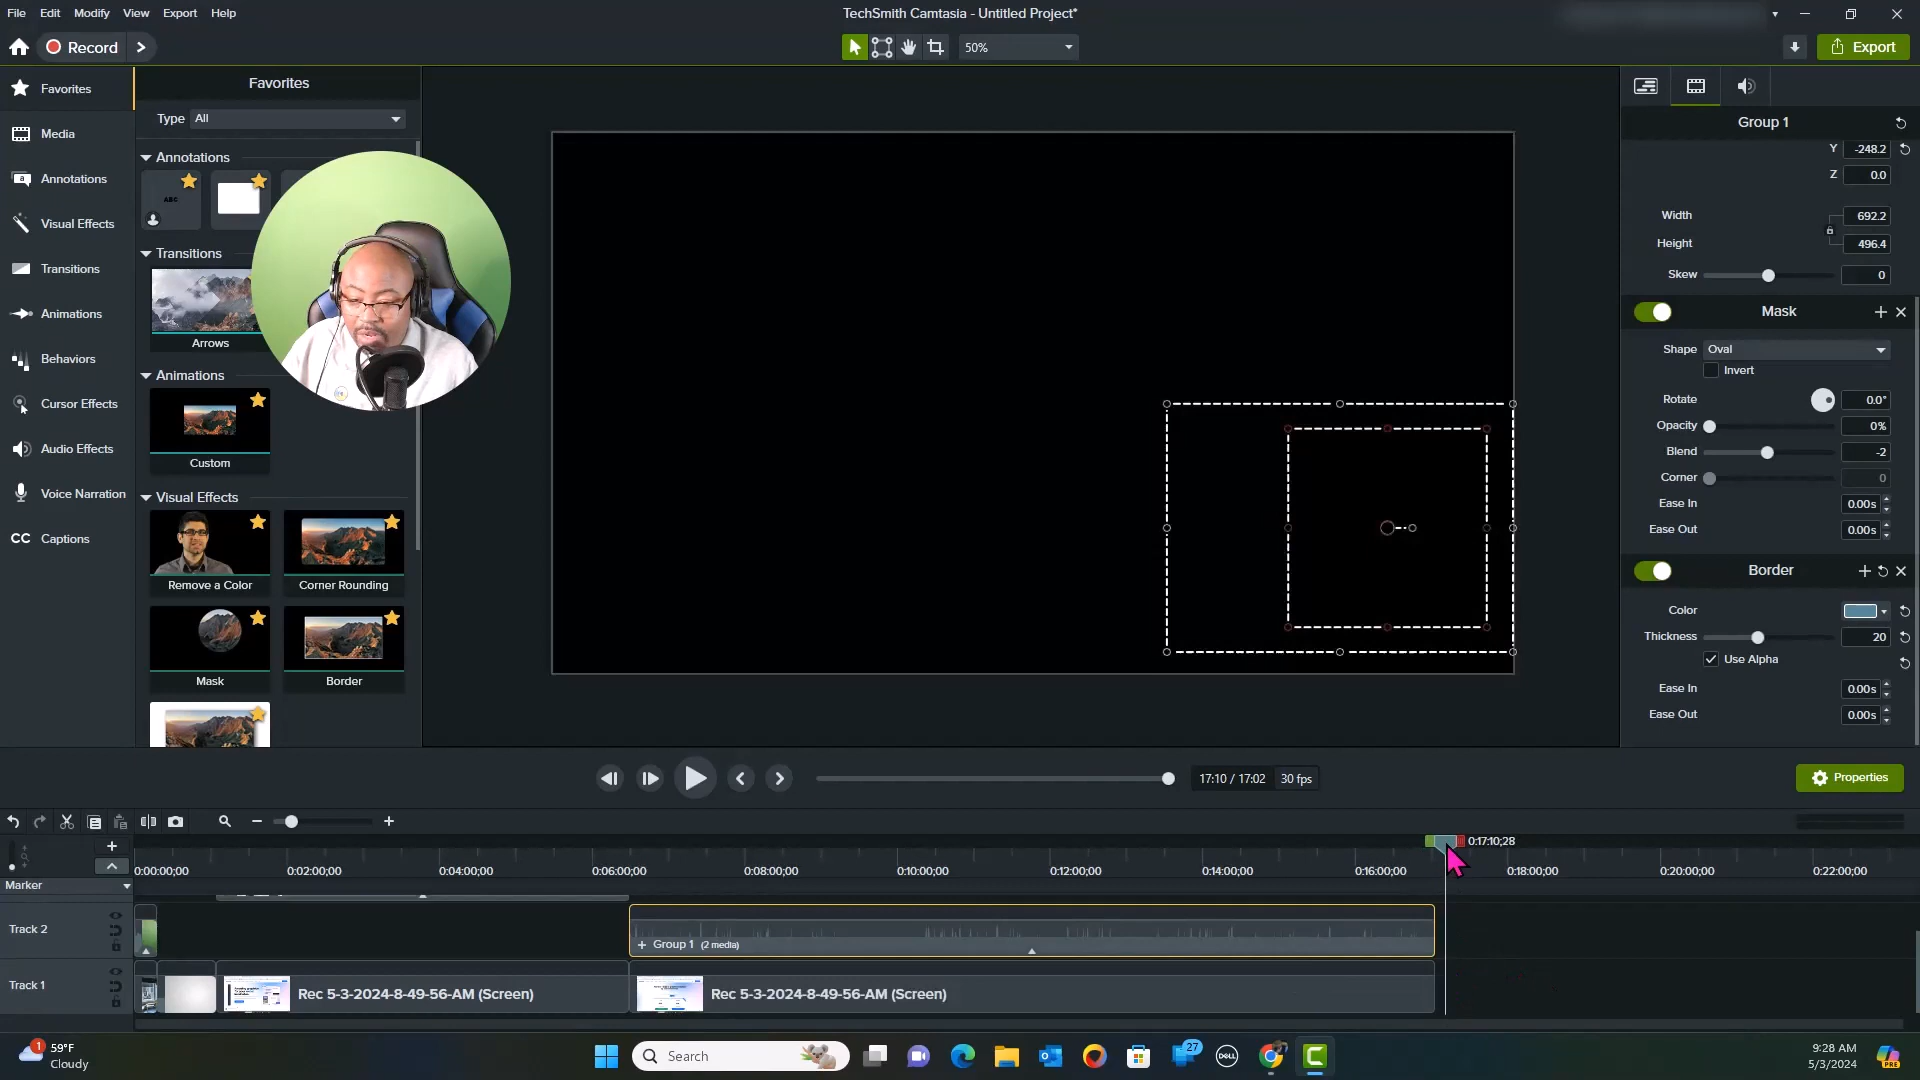 File Edit Modify View Export Help
TechSmith Camtasia - Untitled Project*
Record
50%
Export
Favorites
Media
Annotations
Visual Effects
Transitions
Animations
Behaviors
Cursor Effects
Audio Effects
Voice Narration
CC Captions
Favorites
Type All
Annotations
ABC
Transitions
Arrows
Animations
Custom
Visual Effects
Remove a Color Corner Rounding
Mask Border
Group 1
Y -248.2
Z 0.0
Width 692.2
Height 496.4
Skew 0
Mask
Shape Oval
Invert
Rotate 0.0°
Opacity 0%
Blend -2
Corner 0
Ease In 0.00s
Ease Out 0.00s
Border
Color
Thickness 20
Use Alpha
Ease In 0.00s
Ease Out 0.00s
17:10 / 17:02 30 fps
Properties
0:17:10;28
0:00:00;00 0:02:00;00 0:04:00;00 0:06:00;00 0:08:00;00 0:10:00;00 0:12:00;00 0:14:00;00 0:16:00;00 0:18:00;00 0:20:00;00 0:22:00;00
Marker
Track 2
+ Group 1 (2 media)
Track 1
Rec 5-3-2024-8-49-56-AM (Screen)
Rec 5-3-2024-8-49-56-AM (Screen)
1
59°F
Cloudy
Search
27
DELL
9:28 AM
5/3/2024
PRE